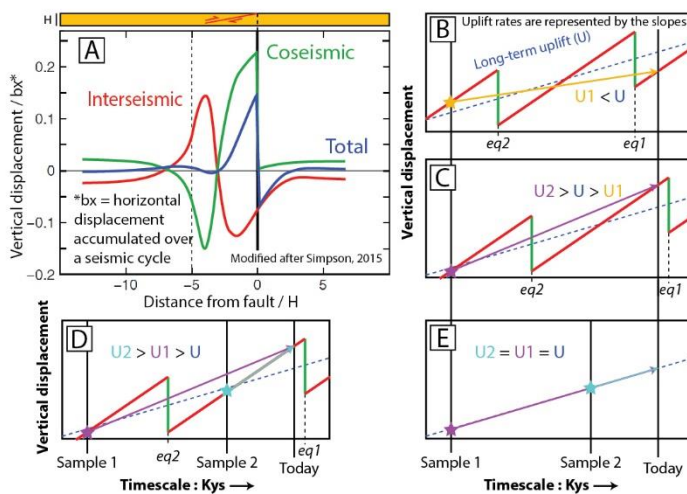 H
A
Coseismic
Interseismic
Total
*bx = horizontal
displacement
accumulated over
a seismic cycle
Modified after Simpson, 2015
Vertical displacement / bx*
0.2
0.1
0
-0.1
-0.2
-15
-10
-5
0
5
Distance from fault / H
B
Uplift rates are represented by the slopes
Long-term uplift (U)
U1 < U
eq2
eq1
Vertical displacement
C
U2 > U > U1
eq2
eq1
D
U2 > U1 > U
Vertical displacement
eq2
eq1
Sample 1
Sample 2
Today
Timescale : Kys →
E
U2 = U1 = U
Sample 1
Sample 2
Today
Timescale : Kys →